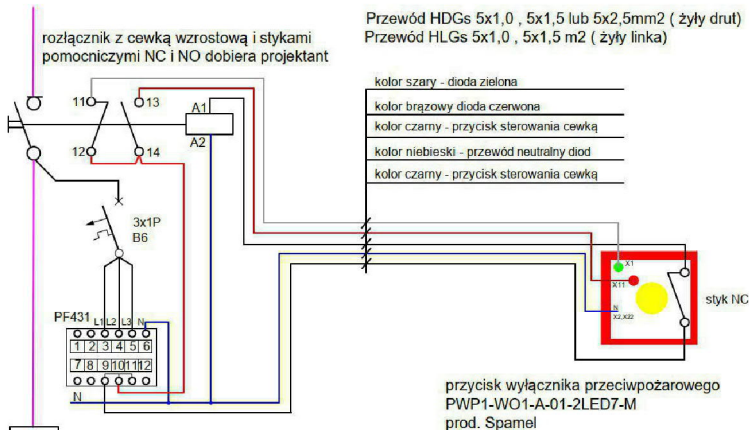 Przewód HDGs 5x1,0 , 5x1,5 lub 5x2,5mm2 ( żyły drut)
Przewód HLGs 5x1,0 , 5x1,5 m2 ( żyły linka)
rozłącznik z cewką wzrostową i stykami
pomocniczymi NC i NO dobiera projektant
kolor szary - dioda zielona
kolor brązowy dioda czerwona
kolor czarny - przycisk sterowania cewką
kolor niebieski - przewód neutralny diod
kolor czarny - przycisk sterowania cewką
11 13 A1
12 14 A2
3x1P
B6
PF431 L1 L2 L3 N
1 2 3 4 5 6
7 8 9 10 11 12
N
X1
X11
N
X2,X22
styk NC
przycisk wyłącznika przeciwpożarowego
PWP1-WO1-A-01-2LED7-M
prod. Spamel